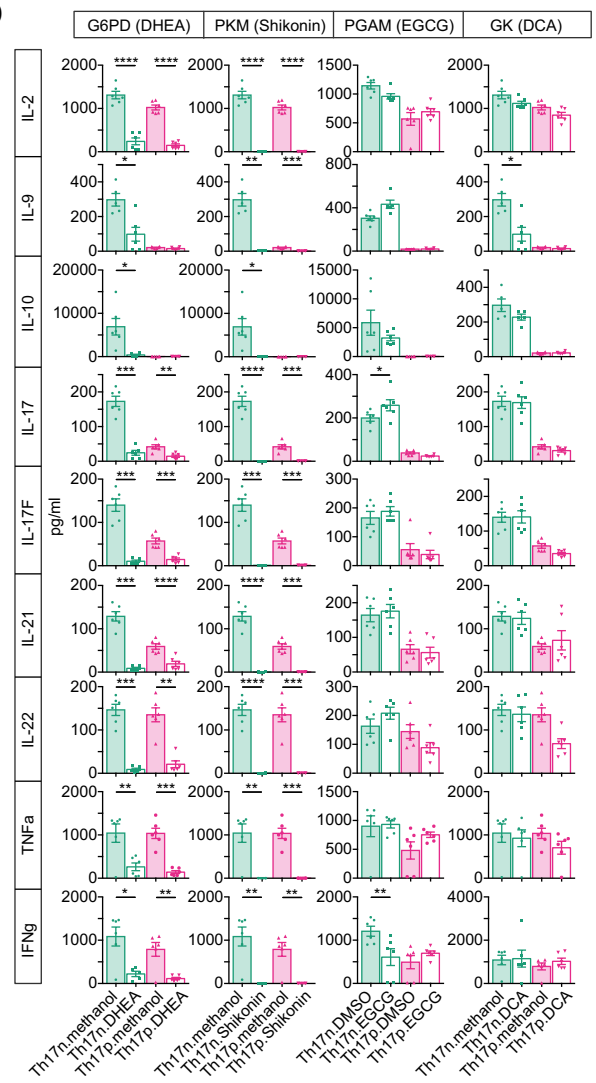 G6PD (DHEA) PKM (Shikonin) PGAM (EGCG) GK (DCA)
IL-2
2000 1000 0 **** ****
2000 1000 0 **** ****
1500 1000 500 0
2000 1000 0
IL-9
400 200 0 *
400 200 0 ** ***
800 400 0
400 200 0 *
IL-10
20000 10000 0 *
20000 10000 0 *
15000 10000 5000 0
400 200 0
IL-17
200 100 0 *** **
200 100 0 **** ***
400 200 0 *
200 100 0
IL-17F
pg/ml
200 100 0 *** ***
200 100 0 *** ***
300 200 100 0
200 100 0
IL-21
200 100 0 *** ****
200 100 0 **** ***
200 100 0
200 100 0
IL-22
200 100 0 *** **
200 100 0 **** ***
300 200 100 0
200 100 0
TNFa
2000 1000 0 ** ***
2000 1000 0 ** ***
1500 1000 500 0
2000 1000 0
IFNg
2000 1000 0 * **
2000 1000 0 ** **
2000 1000 0 **
4000 2000 0
Th17n.methanol Th17n.DHEA Th17p.methanol Th17p.DHEA
Th17n.methanol Th17n.Shikonin Th17p.methanol Th17p.Shikonin
Th17n.DMSO Th17n.EGCG Th17p.DMSO Th17p.EGCG
Th17n.methanol Th17n.DCA Th17p.methanol Th17p.DCA